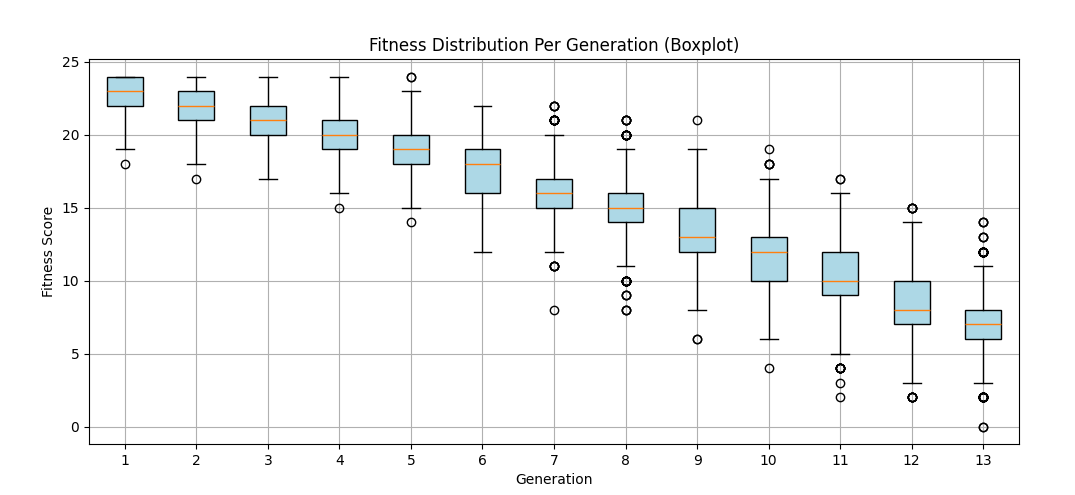 Fitness Distribution Per Generation (Boxplot)
Fitness Score
25
20
15
10
5
0
1 2 3 4 5 6 7 8 9 10 11 12 13
Generation